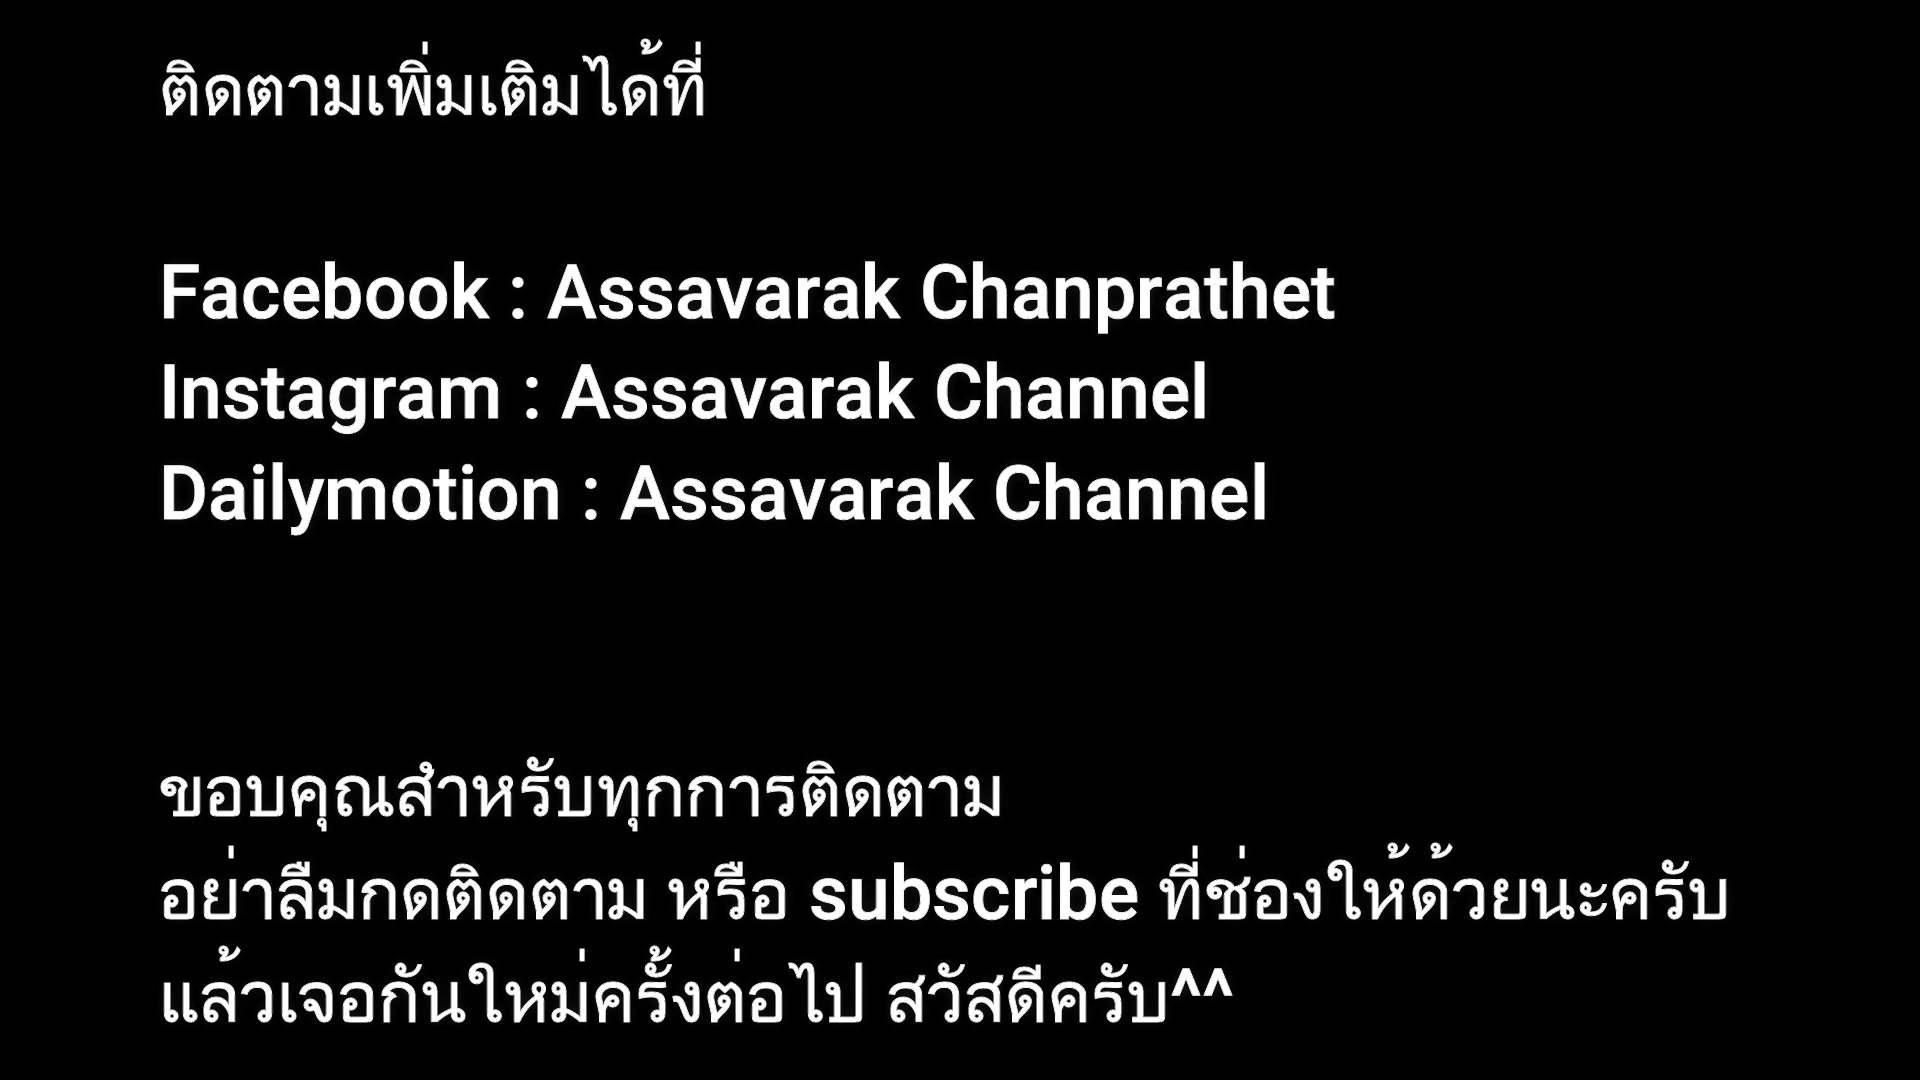 ติดตามเพิ่มเติมได้ที่
Facebook : Assavarak Chanprathet
Instagram : Assavarak Channel
Dailymotion : Assavarak Channel
ขอบคุณสำหรับทุกการติดตาม
อย่าลืมกดติดตาม หรือ subscribe ที่ช่องให้ด้วยนะครับ
แล้วเจอกันใหม่ครั้งต่อไป สวัสดีครับ^^